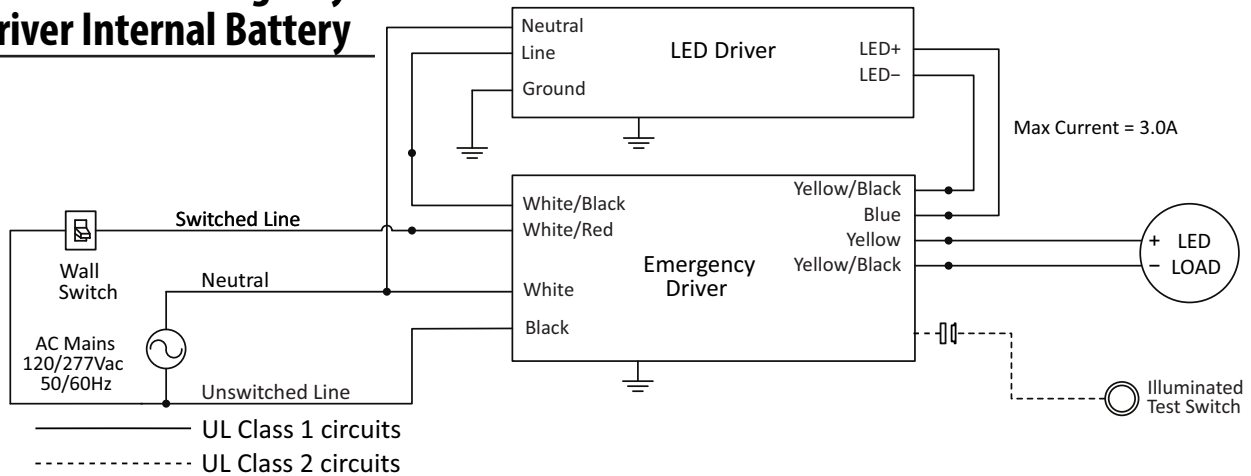 river Internal Battery
Neutral
Line
Ground
LED Driver
LED+
LED–
Max Current = 3.0A
White/Black
White/Red
White
Black
Emergency
Driver
Yellow/Black
Blue
Yellow
Yellow/Black
+ LED
– LOAD
Switched Line
Wall
Switch
Neutral
AC Mains
120/277Vac
50/60Hz
Unswitched Line
Illuminated
Test Switch
UL Class 1 circuits
UL Class 2 circuits